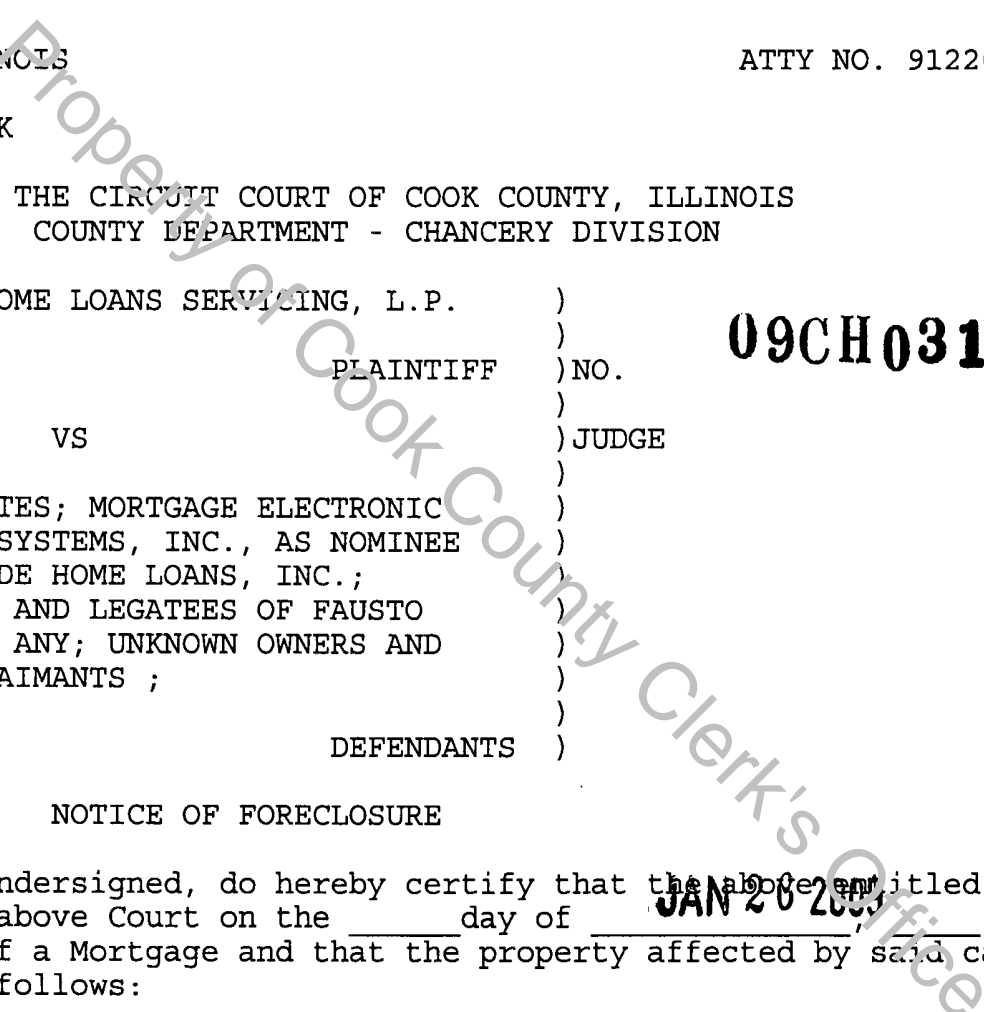 NOIS ATTY NO. 9122
K
THE CIRCUIT COURT OF COOK COUNTY, ILLINOIS
COUNTY DEPARTMENT - CHANCERY DIVISION
OME LOANS SERVICING, L.P. )
) 09CH031
PLAINTIFF )NO.
)
VS )JUDGE
)
TES; MORTGAGE ELECTRONIC )
SYSTEMS, INC., AS NOMINEE )
DE HOME LOANS, INC.; )
AND LEGATEES OF FAUSTO )
ANY; UNKNOWN OWNERS AND )
AIMANTS ; )
)
DEFENDANTS )
NOTICE OF FORECLOSURE
ndersigned, do hereby certify that the above entitled
above Court on the ______day of JAN 26 2009, _____
f a Mortgage and that the property affected by said ca
follows:
Property of Cook County Clerk's Office